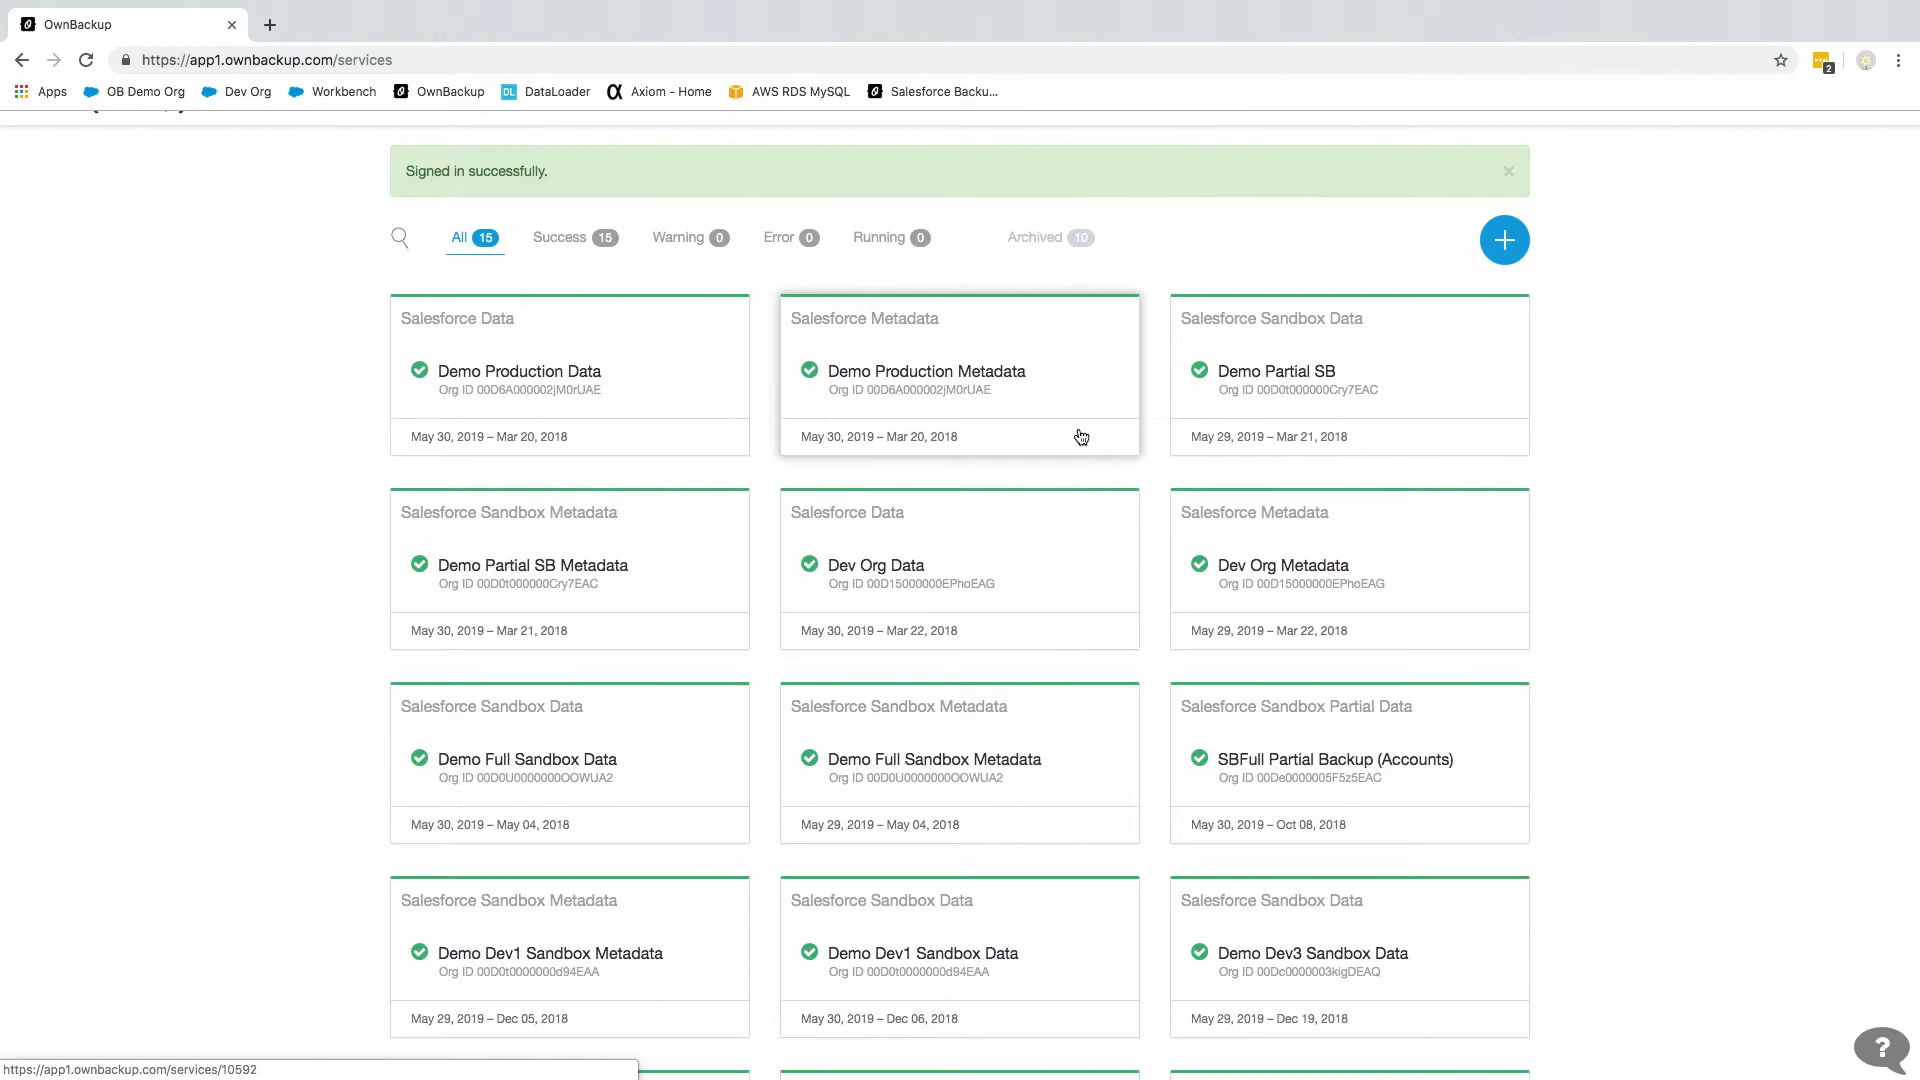 OwnBackup
https://app1.ownbackup.com/services
2
Apps OB Demo Org Dev Org Workbench OwnBackup DL DataLoader Axiom - Home AWS RDS MySQL Salesforce Backu...
Signed in successfully.
All 15 Success 15 Warning 0 Error 0 Running 0 Archived 10
Salesforce Data
Demo Production Data
Org ID 00D6A000002jM0rUAE
May 30, 2019 – Mar 20, 2018
Salesforce Metadata
Demo Production Metadata
Org ID 00D6A000002jM0rUAE
May 30, 2019 – Mar 20, 2018
Salesforce Sandbox Data
Demo Partial SB
Org ID 00D0t000000Cry7EAC
May 29, 2019 – Mar 21, 2018
Salesforce Sandbox Metadata
Demo Partial SB Metadata
Org ID 00D0t000000Cry7EAC
May 30, 2019 – Mar 21, 2018
Salesforce Data
Dev Org Data
Org ID 00D15000000EPhoEAG
May 30, 2019 – Mar 22, 2018
Salesforce Metadata
Dev Org Metadata
Org ID 00D15000000EPhoEAG
May 29, 2019 – Mar 22, 2018
Salesforce Sandbox Data
Demo Full Sandbox Data
Org ID 00D0U0000000OOWUA2
May 30, 2019 – May 04, 2018
Salesforce Sandbox Metadata
Demo Full Sandbox Metadata
Org ID 00D0U0000000OOWUA2
May 29, 2019 – May 04, 2018
Salesforce Sandbox Partial Data
SBFull Partial Backup (Accounts)
Org ID 00De0000005F5z5EAC
May 30, 2019 – Oct 08, 2018
Salesforce Sandbox Metadata
Demo Dev1 Sandbox Metadata
Org ID 00D0t0000000d94EAA
May 29, 2019 – Dec 05, 2018
Salesforce Sandbox Data
Demo Dev1 Sandbox Data
Org ID 00D0t0000000d94EAA
May 30, 2019 – Dec 06, 2018
Salesforce Sandbox Data
Demo Dev3 Sandbox Data
Org ID 00Dc0000003kigDEAQ
May 29, 2019 – Dec 19, 2018
?
https://app1.ownbackup.com/services/10592